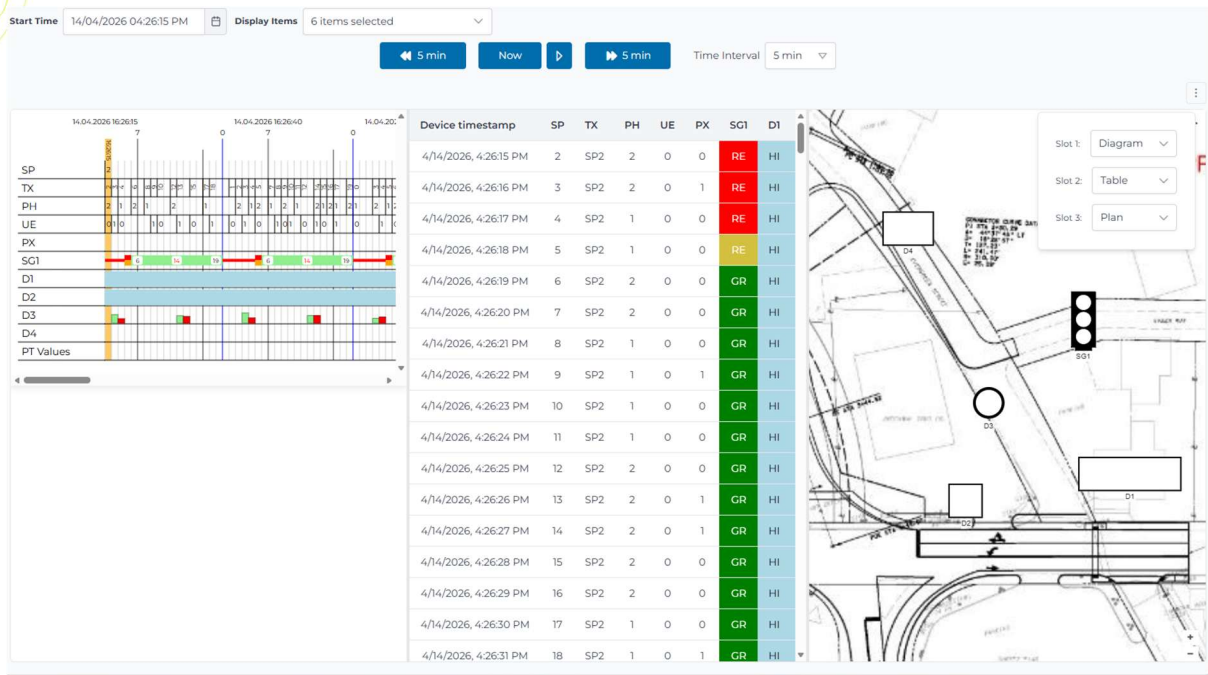 Start Time 14/04/2026 04:26:15 PM Display Items 6 items selected
5 min Now 5 min Time Interval 5 min
14.04.2026 16:26:15 14.04.2026 16:26:40 14.04.20
7 0 7 0
16:26:15
SP 2
TX
PH
UE
PX
SG1 6 14 19 6 14 19
D1
D2
D3
D4
PT Values
Device timestamp SP TX PH UE PX SG1 D1
4/14/2026, 4:26:15 PM 2 SP2 2 0 0 RE HI
4/14/2026, 4:26:16 PM 3 SP2 2 0 1 RE HI
4/14/2026, 4:26:17 PM 4 SP2 1 0 0 RE HI
4/14/2026, 4:26:18 PM 5 SP2 1 0 0 RE HI
4/14/2026, 4:26:19 PM 6 SP2 2 0 0 GR HI
4/14/2026, 4:26:20 PM 7 SP2 2 0 0 GR HI
4/14/2026, 4:26:21 PM 8 SP2 1 0 0 GR HI
4/14/2026, 4:26:22 PM 9 SP2 1 0 1 GR HI
4/14/2026, 4:26:23 PM 10 SP2 1 0 0 GR HI
4/14/2026, 4:26:24 PM 11 SP2 1 0 0 GR HI
4/14/2026, 4:26:25 PM 12 SP2 2 0 0 GR HI
4/14/2026, 4:26:26 PM 13 SP2 2 0 1 GR HI
4/14/2026, 4:26:27 PM 14 SP2 2 0 1 GR HI
4/14/2026, 4:26:28 PM 15 SP2 2 0 0 GR HI
4/14/2026, 4:26:29 PM 16 SP2 2 0 0 GR HI
4/14/2026, 4:26:30 PM 17 SP2 1 0 0 GR HI
4/14/2026, 4:26:31 PM 18 SP2 1 0 1 GR HI
Slot 1: Diagram
Slot 2: Table
Slot 3: Plan
D4
SG1
D3
D1
D2